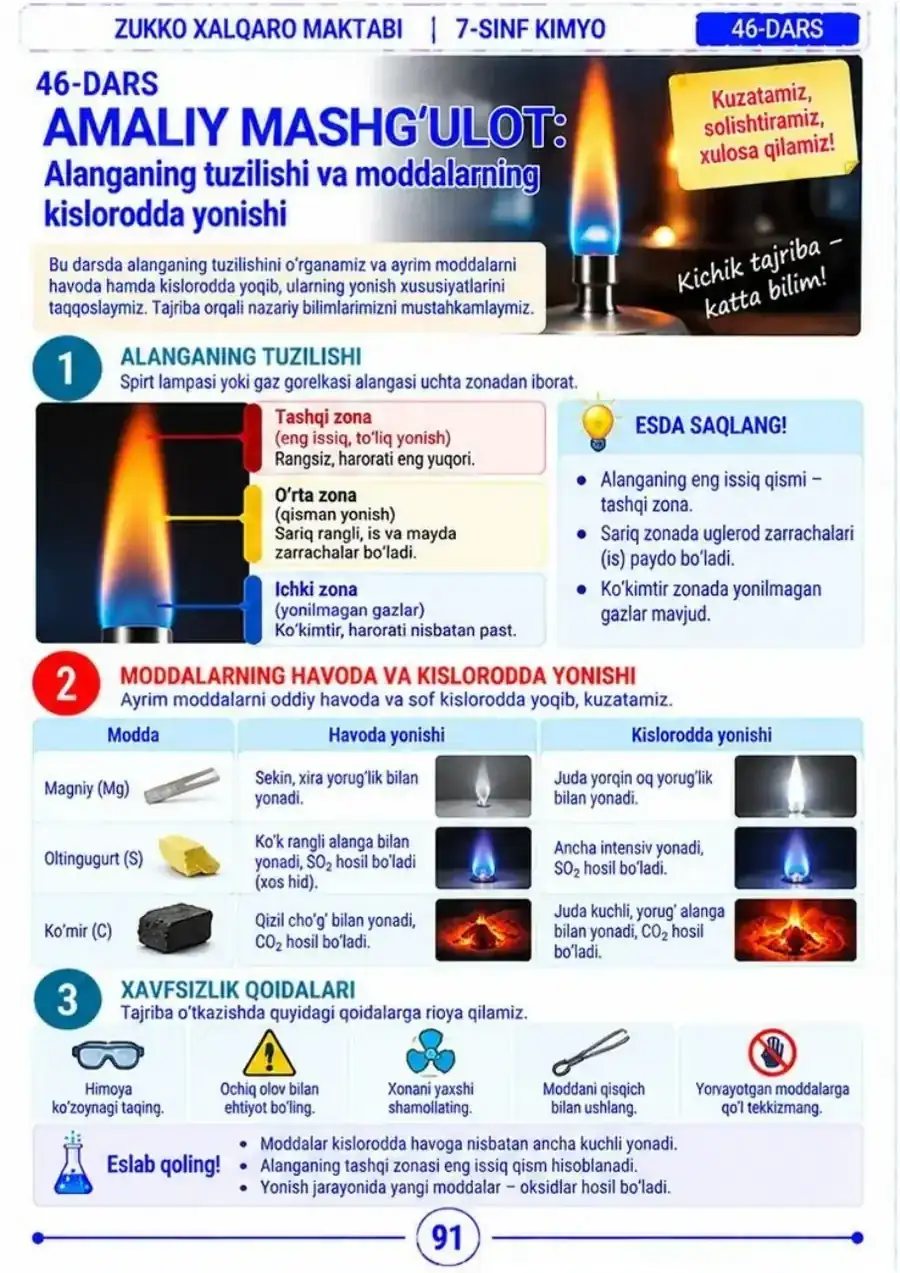 ZUKKO XALQARO MAKTABI | 7-SINF KIMYO
46-DARS
46-DARS
AMALIY MASHG‘ULOT:
Alanganing tuzilishi va moddalarning
kislorodda yonishi
Kuzatamiz,
solishtiramiz,
xulosa qilamiz!
Bu darsda alanganing tuzilishini o‘rganamiz va ayrim moddalarni
havoda hamda kislorodda yoqib, ularning yonish xususiyatlarini
taqqoslaymiz. Tajriba orqali nazariy bilimlarimizni mustahkamlaymiz.
Kichik tajriba –
katta bilim!
1
ALANGANING TUZILISHI
Spirt lampasi yoki gaz gorelkasi alangasi uchta zonadan iborat.
Tashqi zona
(eng issiq, to‘liq yonish)
Rangsiz, harorati eng yuqori.
O‘rta zona
(qisman yonish)
Sariq rangli, is va mayda
zarrachalar bo‘ladi.
Ichki zona
(yonilmagan gazlar)
Ko‘kimtir, harorati nisbatan past.
ESDA SAQLANG!
• Alanganing eng issiq qismi –
tashqi zona.
• Sariq zonada uglerod zarrachalari
(is) paydo bo‘ladi.
• Ko‘kimtir zonada yonilmagan
gazlar mavjud.
2
MODDALARNING HAVODA VA KISLORODDA YONISHI
Ayrim moddalarni oddiy havoda va sof kislorodda yoqib, kuzatamiz.
Modda
Havoda yonishi
Kislorodda yonishi
Magniy (Mg)
Sekin, xira yorug‘lik bilan
yonadi.
Juda yorqin oq yorug‘lik
bilan yonadi.
Oltingugurt (S)
Ko‘k rangli alanga bilan
yonadi, SO₂ hosil bo‘ladi
(xos hid).
Ancha intensiv yonadi,
SO₂ hosil bo‘ladi.
Ko‘mir (C)
Qizil cho‘g‘ bilan yonadi,
CO₂ hosil bo‘ladi.
Juda kuchli, yorug‘ alanga
bilan yonadi, CO₂ hosil
bo‘ladi.
3
XAVFSIZLIK QOIDALARI
Tajriba o‘tkazishda quyidagi qoidalarga rioya qilamiz.
Himoya
ko‘zoynagi taqing.
Ochiq olov bilan
ehtiyot bo‘ling.
Xonani yaxshi
shamollating.
Moddani qisqich
bilan ushlang.
Yonvayotgan moddalarga
qo‘l tekkizmang.
Eslab qoling!
• Moddalar kislorodda havoga nisbatan ancha kuchli yonadi.
• Alanganing tashqi zonasi eng issiq qism hisoblanadi.
• Yonish jarayonida yangi moddalar – oksidlar hosil bo‘ladi.
91